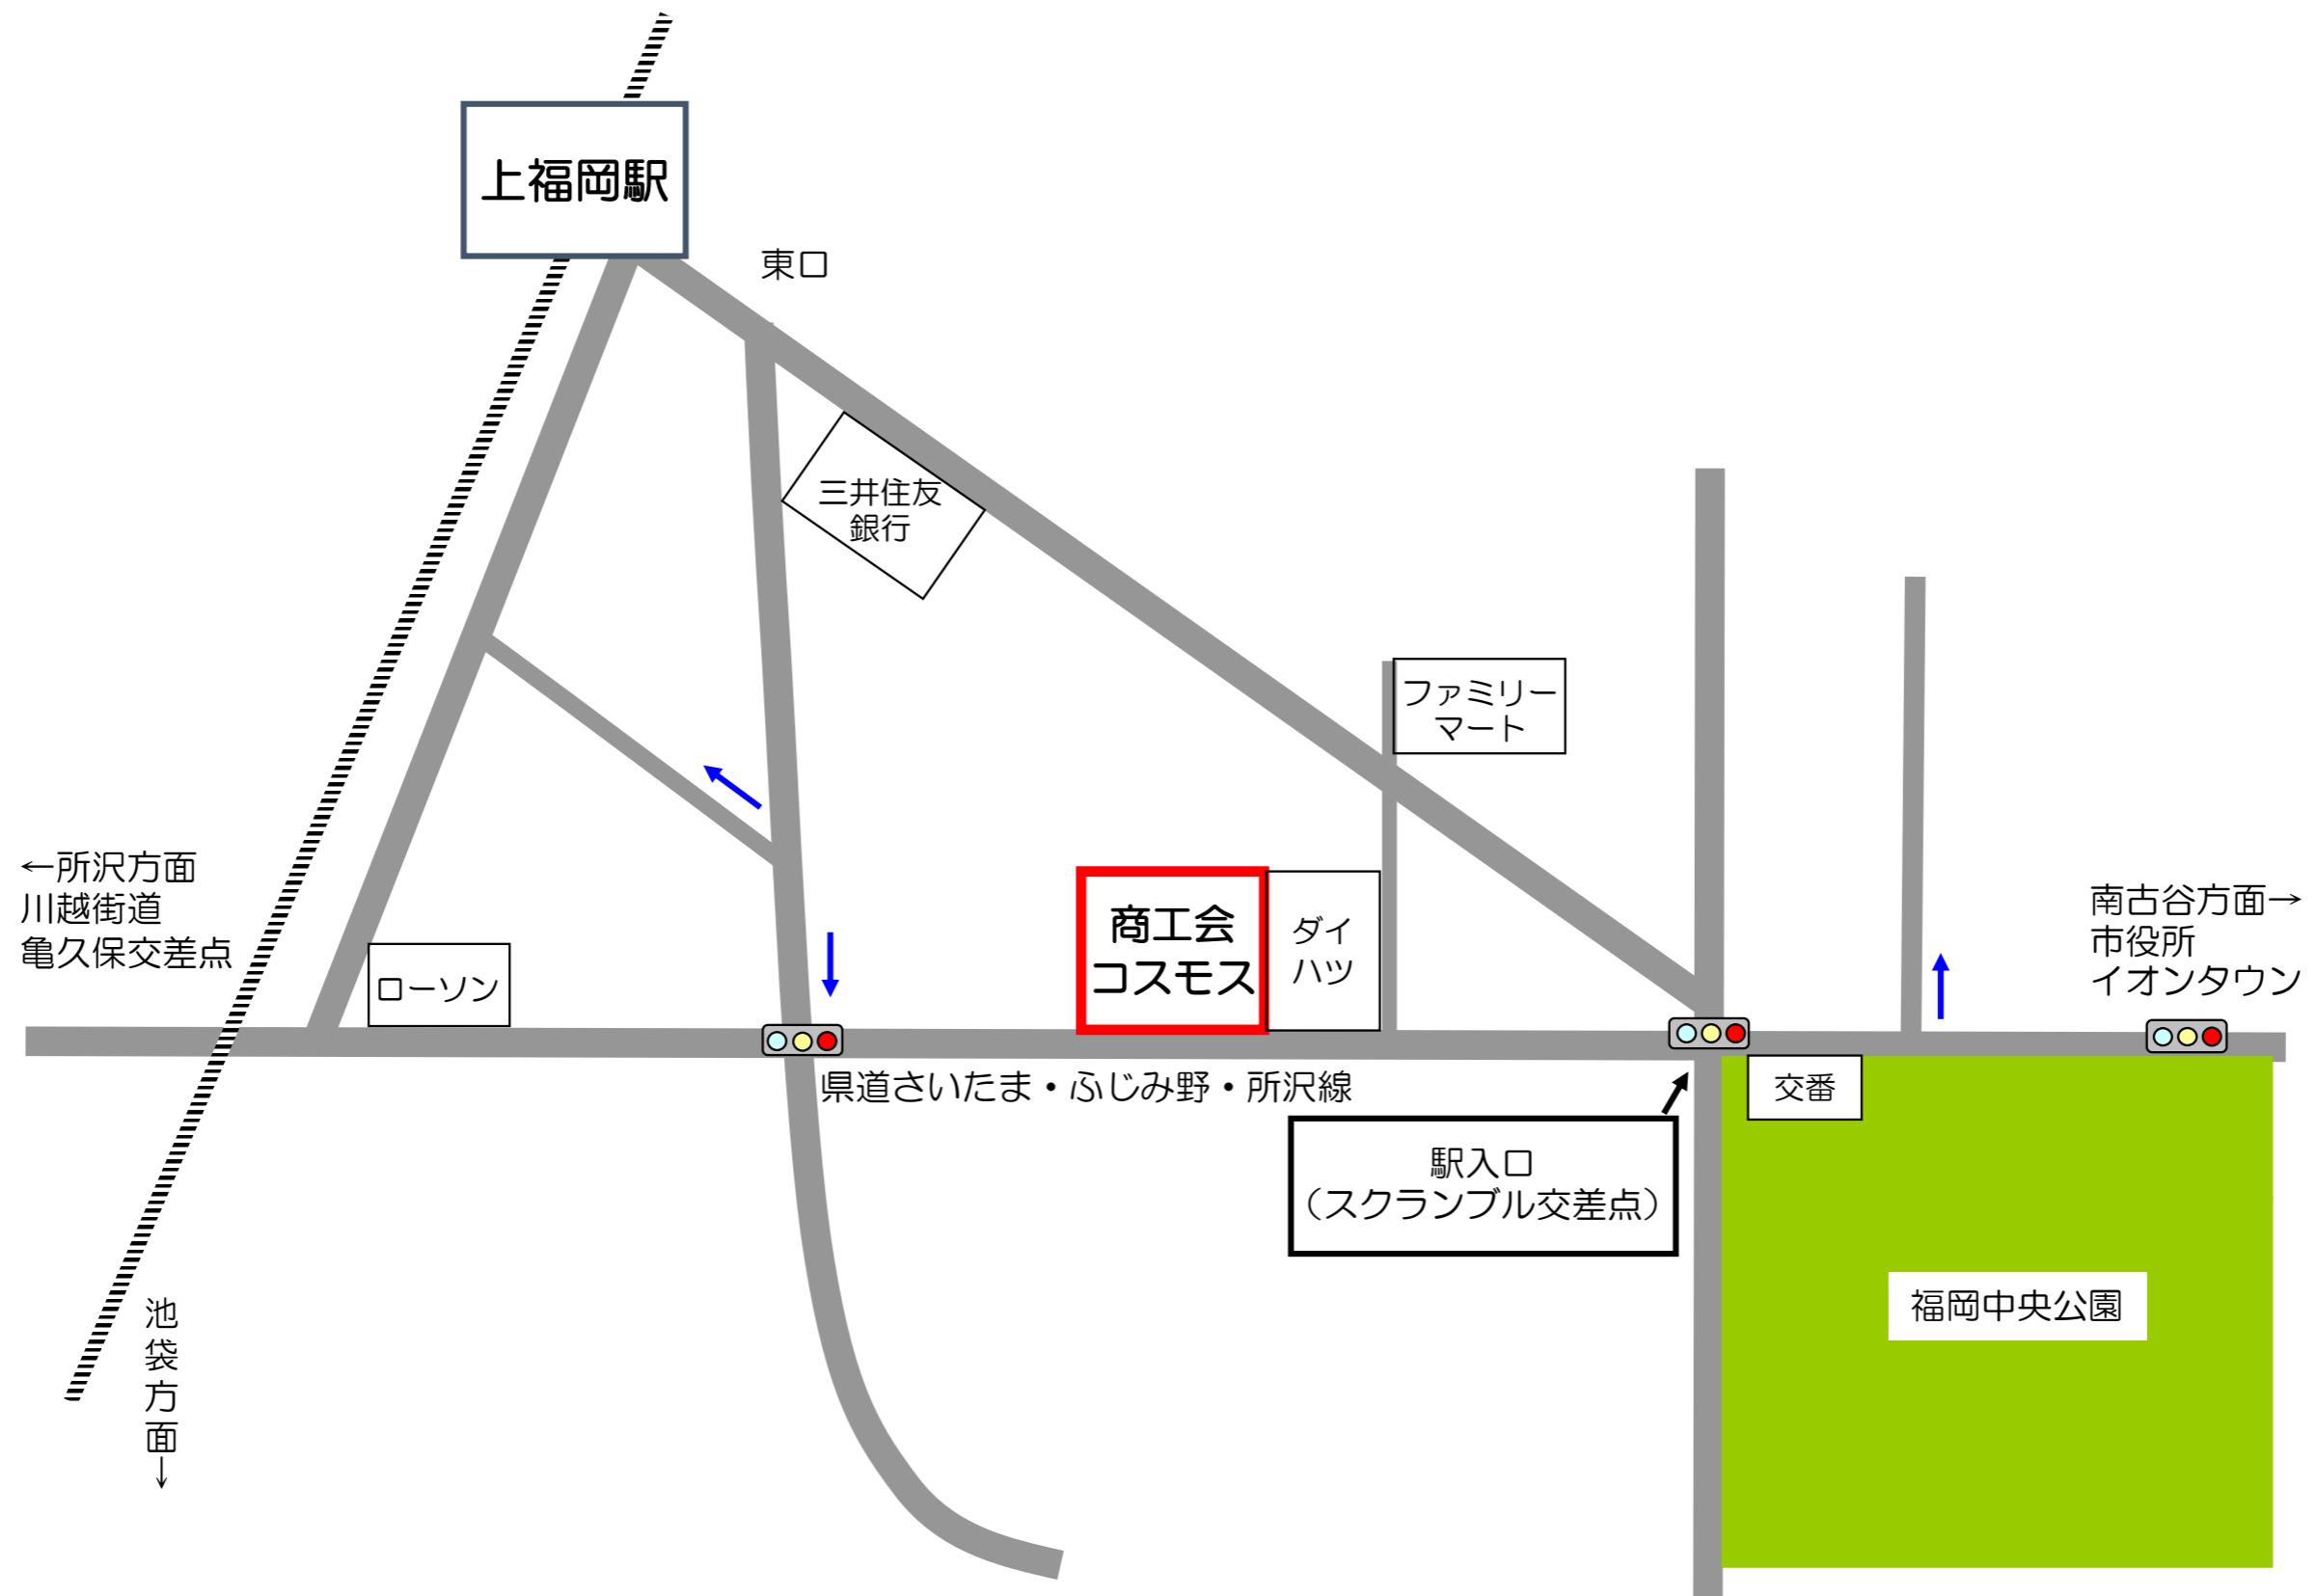 上福岡駅
東口
三井住友
銀行
ファミリー
マート
←所沢方面
川越街道
亀久保交差点
ローソン
商工会
コスモス
ダイ
ハツ
南古谷方面→
市役所
イオンタウン
県道さいたま・ふじみ野・所沢線
交番
駅入口
（スクランブル交差点）
福岡中央公園
池袋方面→